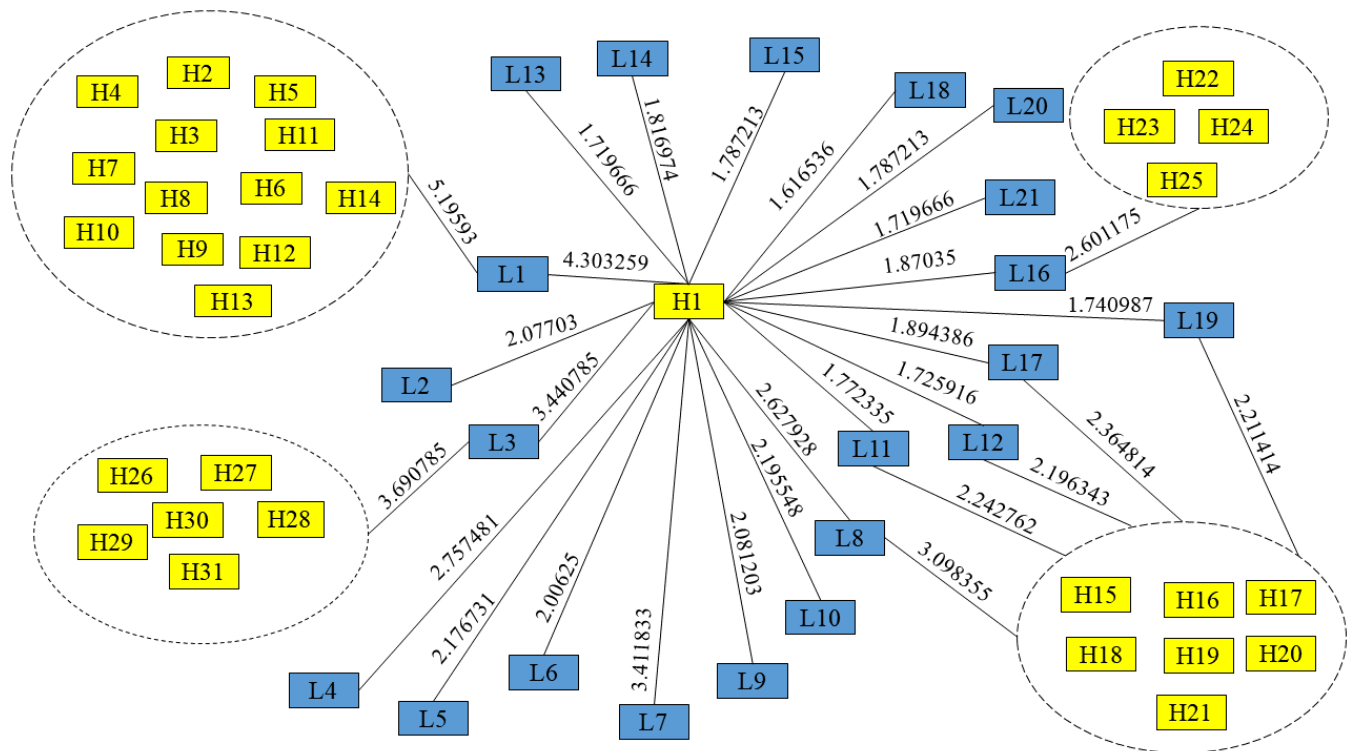 L15
L14
L13
H2
H4
H5
L18
L20
H22
H3
H11
H23
H24
H7
H8
H6
H14
H25
1.719666
1.816974
1.787213
1.616536
1.787213
5.19593
L21
1.719666
H10
H9
H12
H13
L1
4.303259
H1
1.87035
L16
2.601175
1.740987
L19
2.07703
1.894386
L17
L2
3.440785
1.772335
1.725916
2.627928
2.364814
2.211414
L3
L11
L12
2.195548
2.196343
2.242762
3.690785
H26
H27
H30
H28
H29
H31
L8
3.098355
2.757481
2.176731
2.00625
3.411833
2.081203
L10
H15
H16
H17
H18
H19
H20
H21
L6
L9
L4
L5
L7